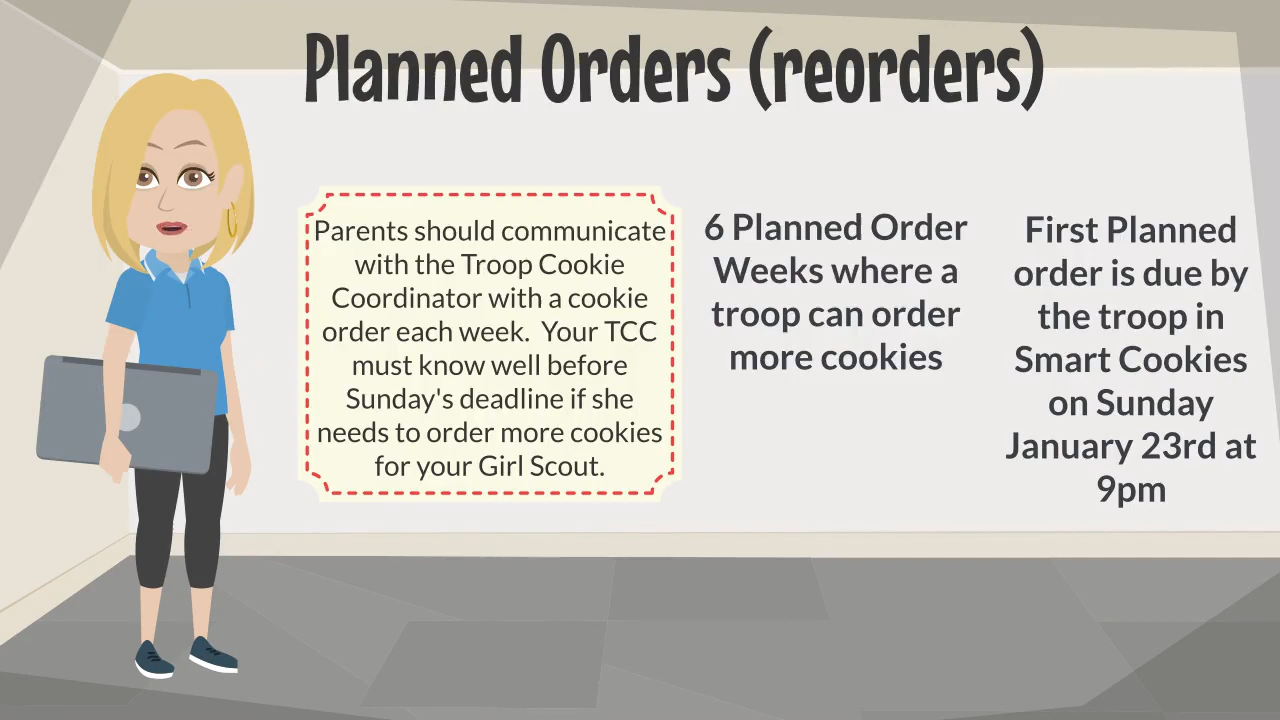 Planned Orders (reorders)
Parents should communicate
with the Troop Cookie
Coordinator with a cookie
order each week.  Your TCC
must know well before
Sunday's deadline if she
needs to order more cookies
for your Girl Scout.
6 Planned Order
Weeks where a
troop can order
more cookies
First Planned
order is due by
the troop in
Smart Cookies
on Sunday
January 23rd at
9pm